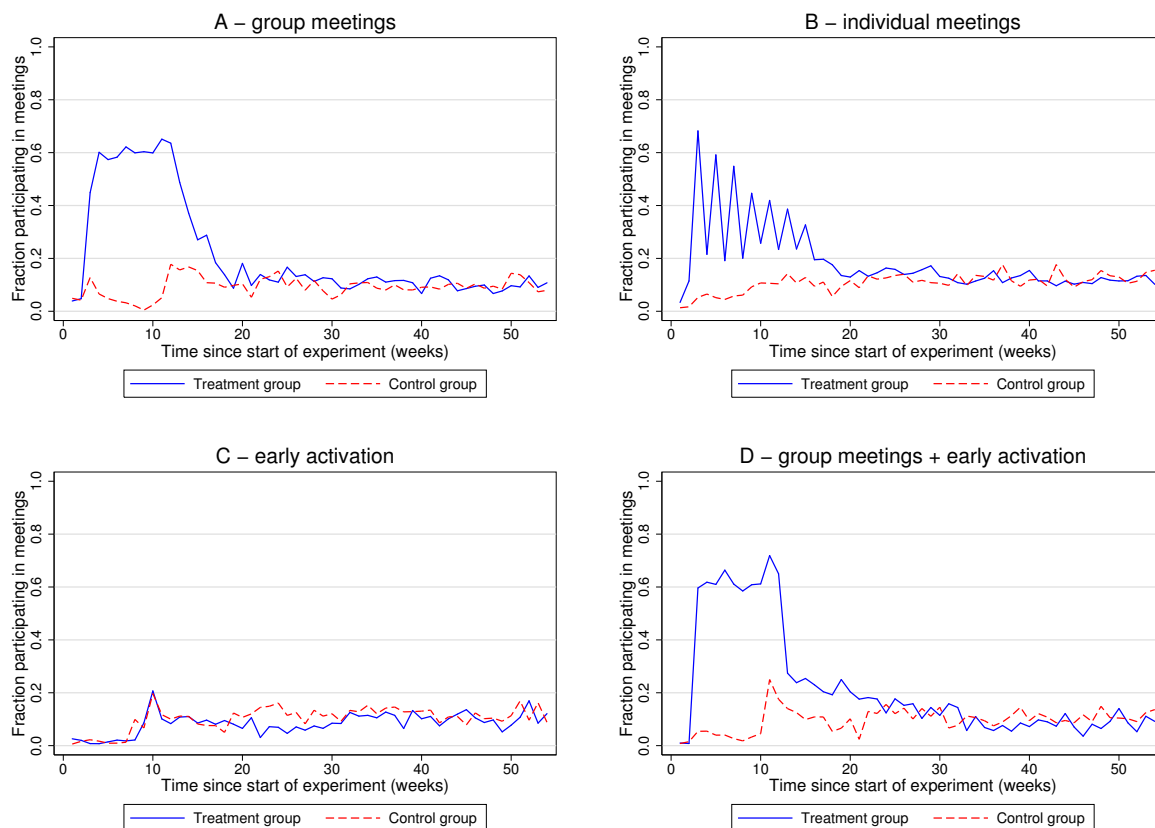 A – group meetings
Fraction participating in meetings
1.0
0.8
0.6
0.4
0.2
0.0
0 10 20 30 40 50
Time since start of experiment (weeks)
Treatment group Control group
B – individual meetings
Fraction participating in meetings
1.0
0.8
0.6
0.4
0.2
0.0
0 10 20 30 40 50
Time since start of experiment (weeks)
Treatment group Control group
C – early activation
Fraction participating in meetings
1.0
0.8
0.6
0.4
0.2
0.0
0 10 20 30 40 50
Time since start of experiment (weeks)
Treatment group Control group
D – group meetings + early activation
Fraction participating in meetings
1.0
0.8
0.6
0.4
0.2
0.0
0 10 20 30 40 50
Time since start of experiment (weeks)
Treatment group Control group